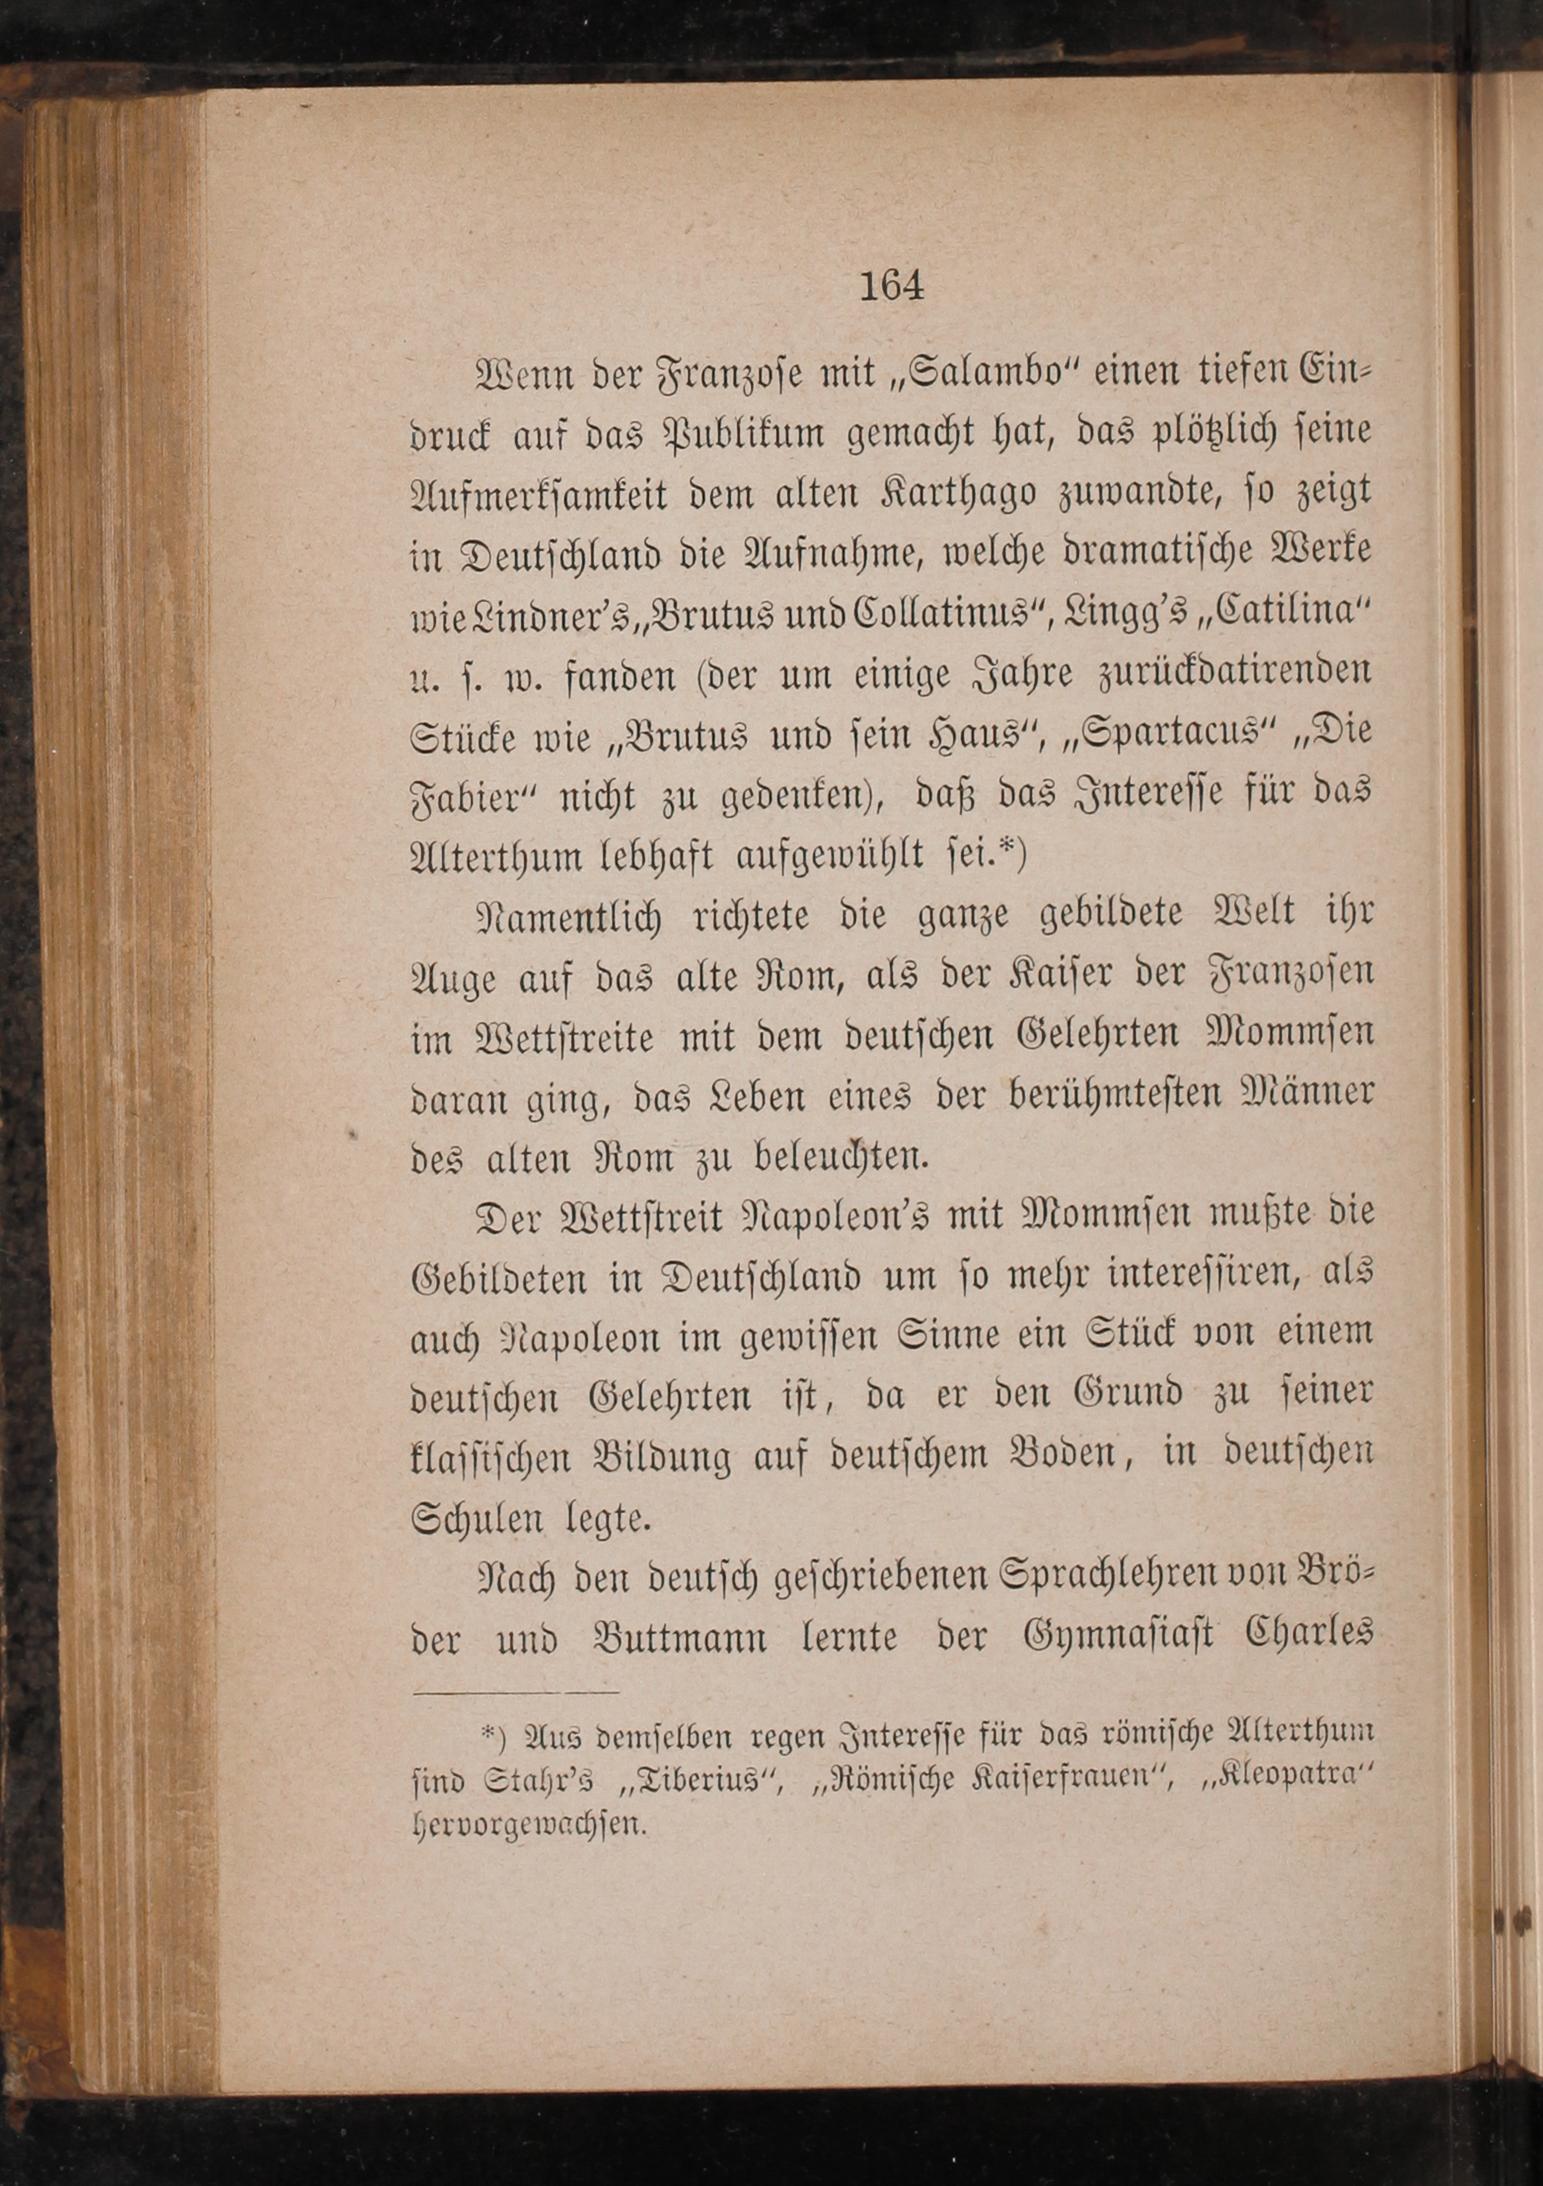 164
Wenn der Franzose mit „Salambo“ einen tiefen Ein-
druck auf das Publikum gemacht hat, das plötzlich seine
Aufmerksamkeit dem alten Karthago zuwandte, so zeigt
in Deutschland die Aufnahme, welche dramatische Werke
wie Lindner's „Brutus und Collatinus“, Lingg's „Catilina“
u. s. w. fanden (der um einige Jahre zurückdatirenden
Stücke wie „Brutus und sein Haus“, „Spartacus“ „Die
Fabier“ nicht zu gedenken), daß das Interesse für das
Alterthum lebhaft aufgewühlt sei.*)
Namentlich richtete die ganze gebildete Welt ihr
Auge auf das alte Rom, als der Kaiser der Franzosen
im Wettstreite mit dem deutschen Gelehrten Mommsen
daran ging, das Leben eines der berühmtesten Männer
des alten Rom zu beleuchten.
Der Wettstreit Napoleon's mit Mommsen mußte die
Gebildeten in Deutschland um so mehr interessiren, als
auch Napoleon im gewissen Sinne ein Stück von einem
deutschen Gelehrten ist, da er den Grund zu seiner
klassischen Bildung auf deutschem Boden, in deutschen
Schulen legte.
Nach den deutsch geschriebenen Sprachlehren von Brö-
der und Buttmann lernte der Gymnasiast Charles
*) Aus demselben regen Interesse für das römische Alterthum
sind Stahr's „Tiberius“, „Römische Kaiserfrauen“, „Kleopatra“
hervorgewachsen.